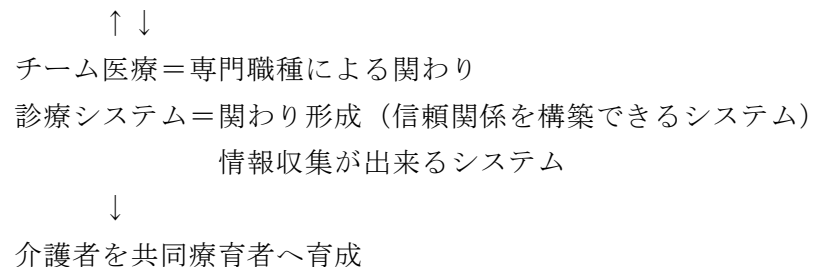 ↑↓
チーム医療＝専門職種による関わり
診療システム＝関わり形成（信頼関係を構築できるシステム）
情報収集が出来るシステム
↓
介護者を共同療育者へ育成